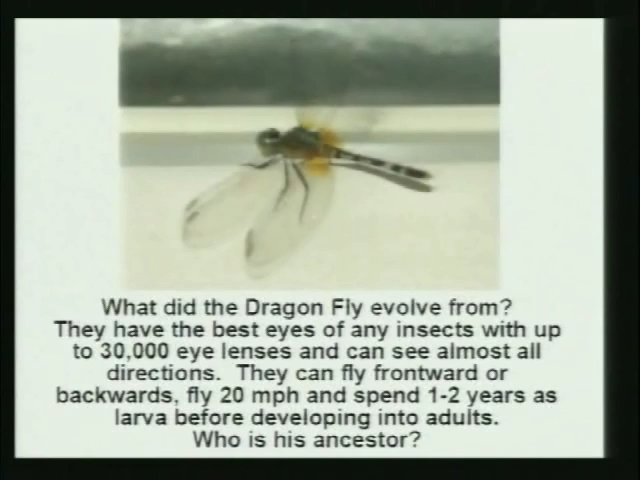 What did the Dragon Fly evolve from?
They have the best eyes of any insects with up
to 30,000 eye lenses and can see almost all
directions.  They can fly frontward or
backwards, fly 20 mph and spend 1-2 years as
larva before developing into adults.
Who is his ancestor?